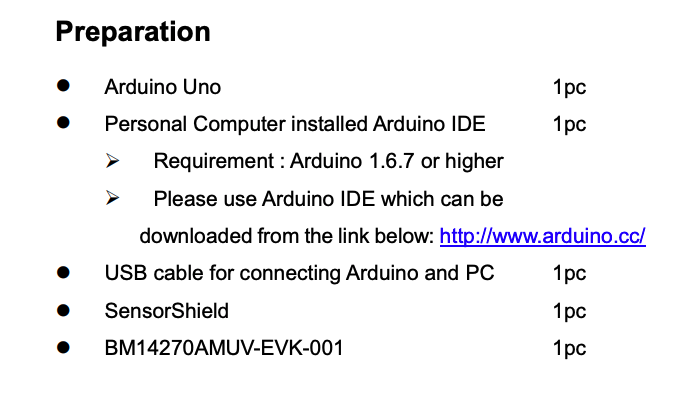 Preparation
● Arduino Uno 1pc
● Personal Computer installed Arduino IDE 1pc
➢ Requirement : Arduino 1.6.7 or higher
➢ Please use Arduino IDE which can be
downloaded from the link below: http://www.arduino.cc/
● USB cable for connecting Arduino and PC 1pc
● SensorShield 1pc
● BM14270AMUV-EVK-001 1pc